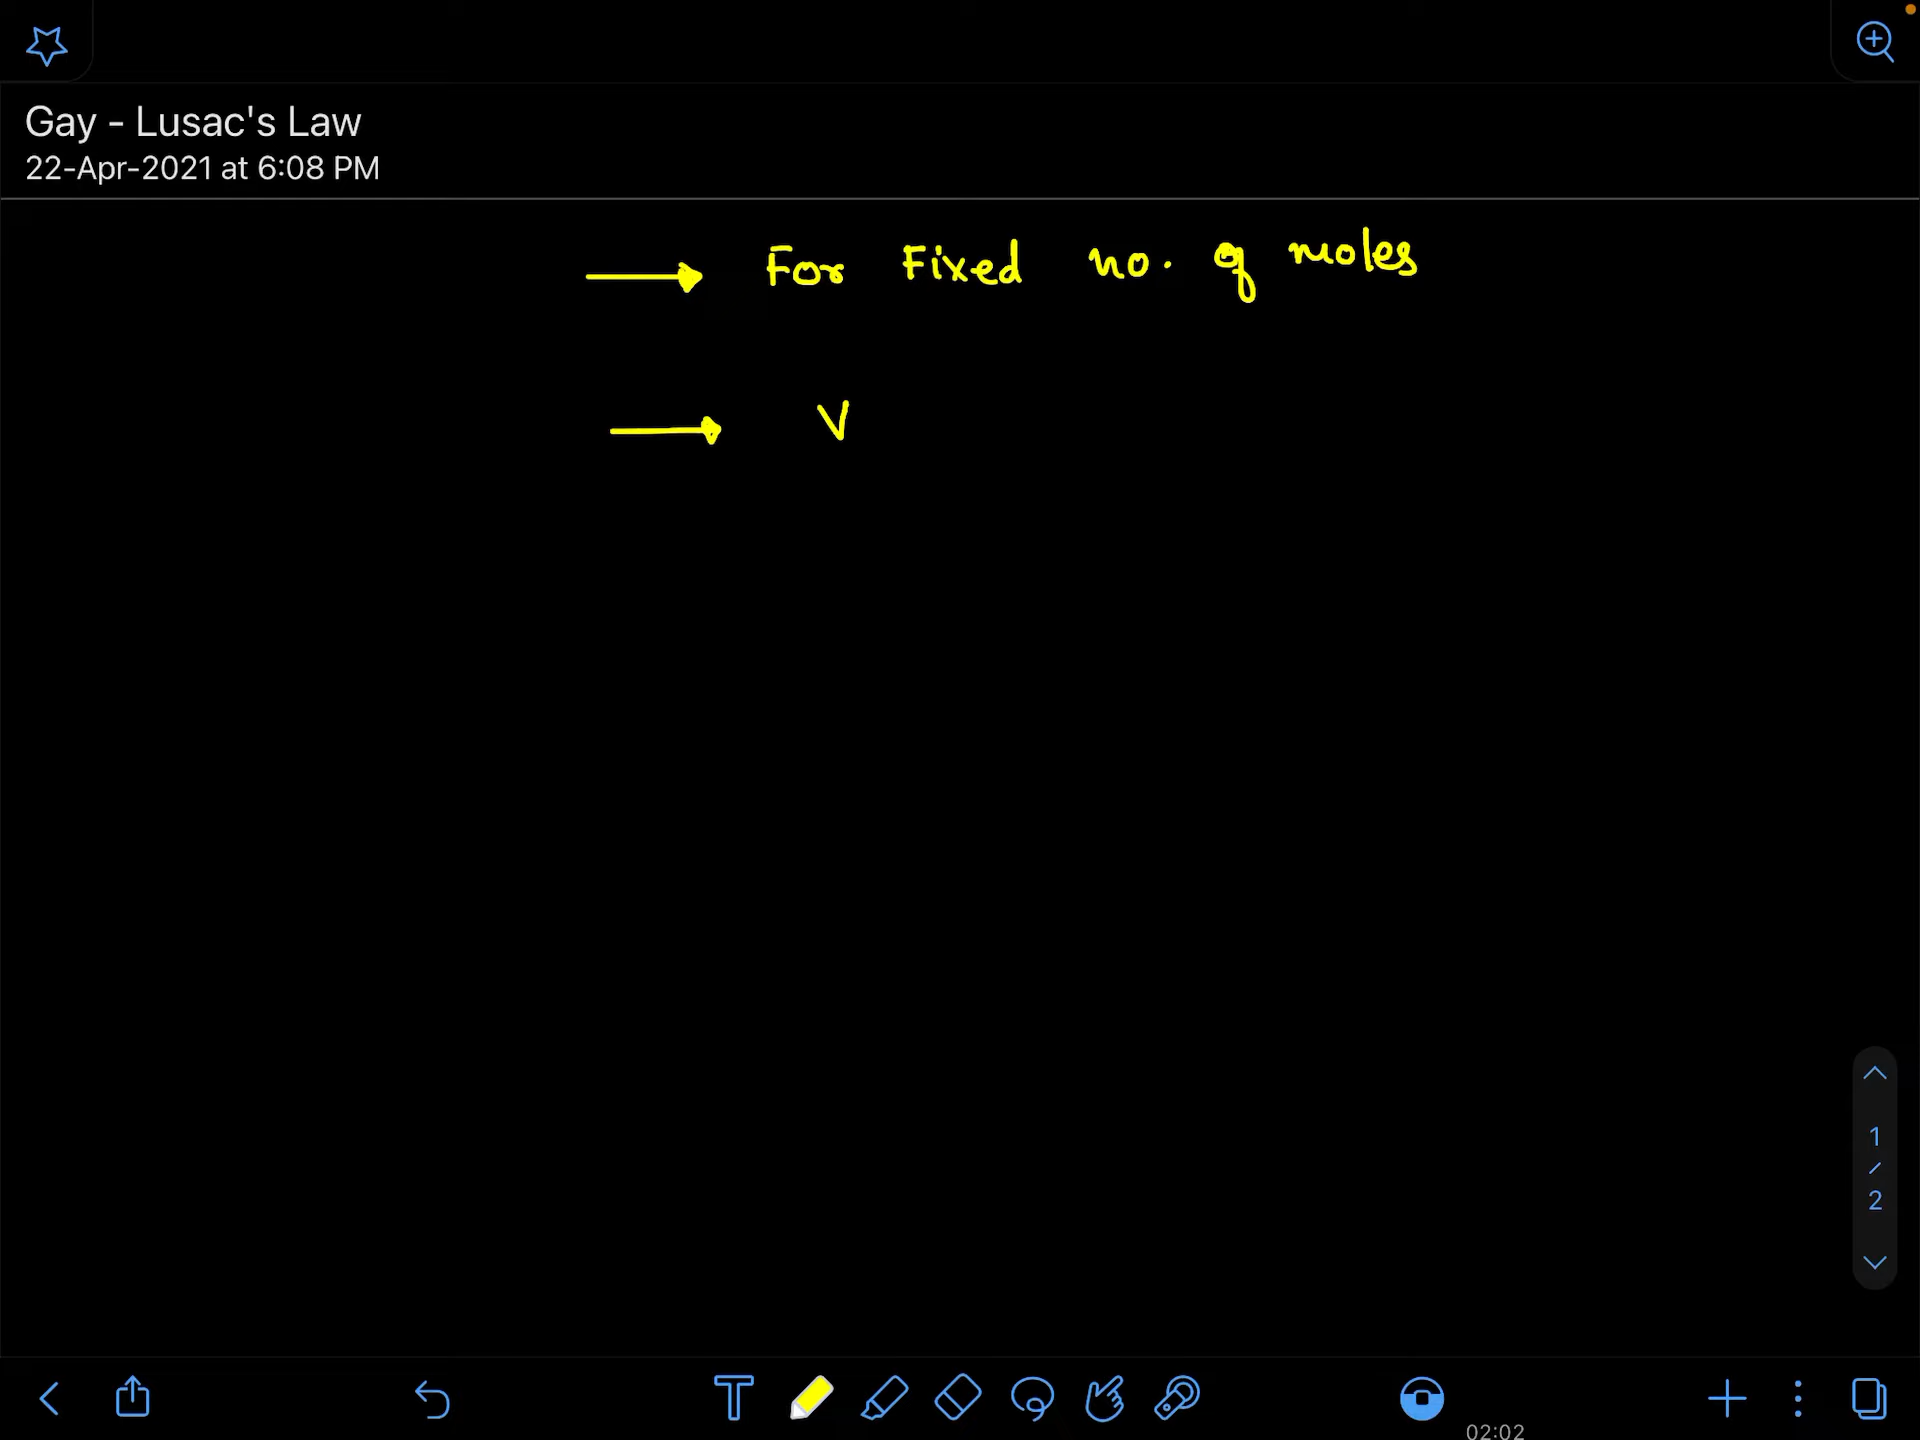 Gay - Lusac's Law
22-Apr-2021 at 6:08 PM
→ For Fixed no. of moles
→ V
1
/
2
T
02:02